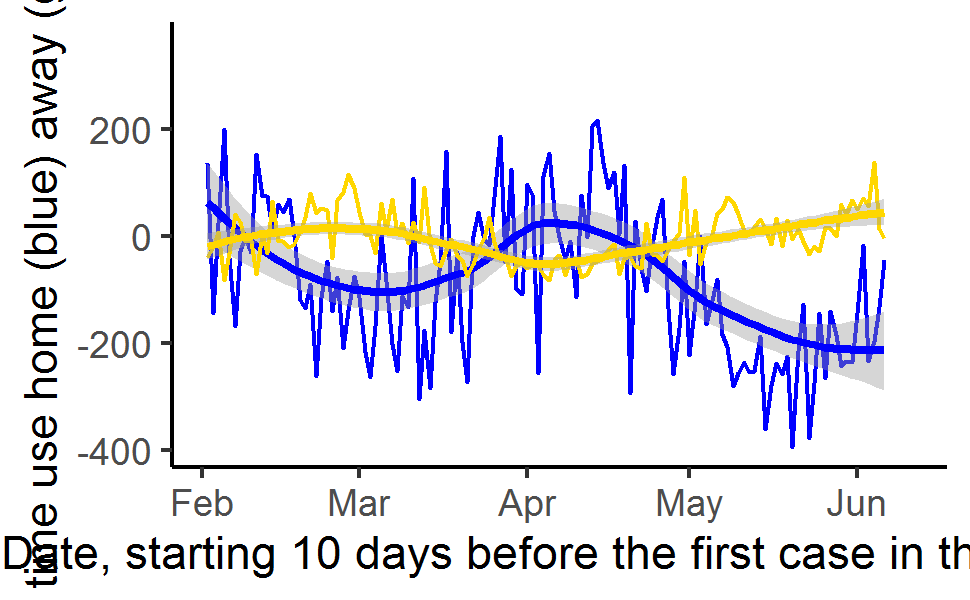 time use home (blue) away (
200
0
-200
-400
Feb Mar Apr May Jun
Date, starting 10 days before the first case in th